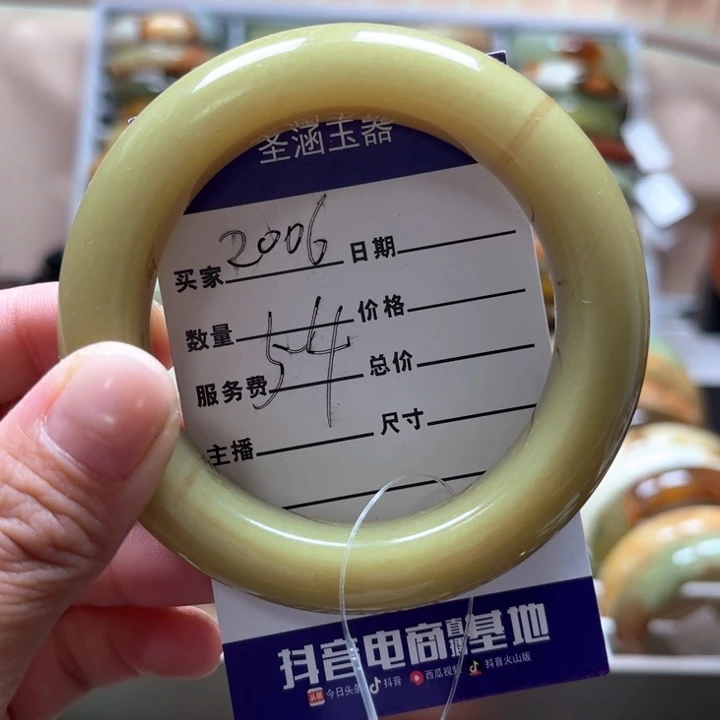 圣涵玉器
买家 2006 日期
数量 价格
服务费 54 总价
主播 尺寸
抖音电商直播基地
今日头条 抖音 西瓜视频 抖音火山版